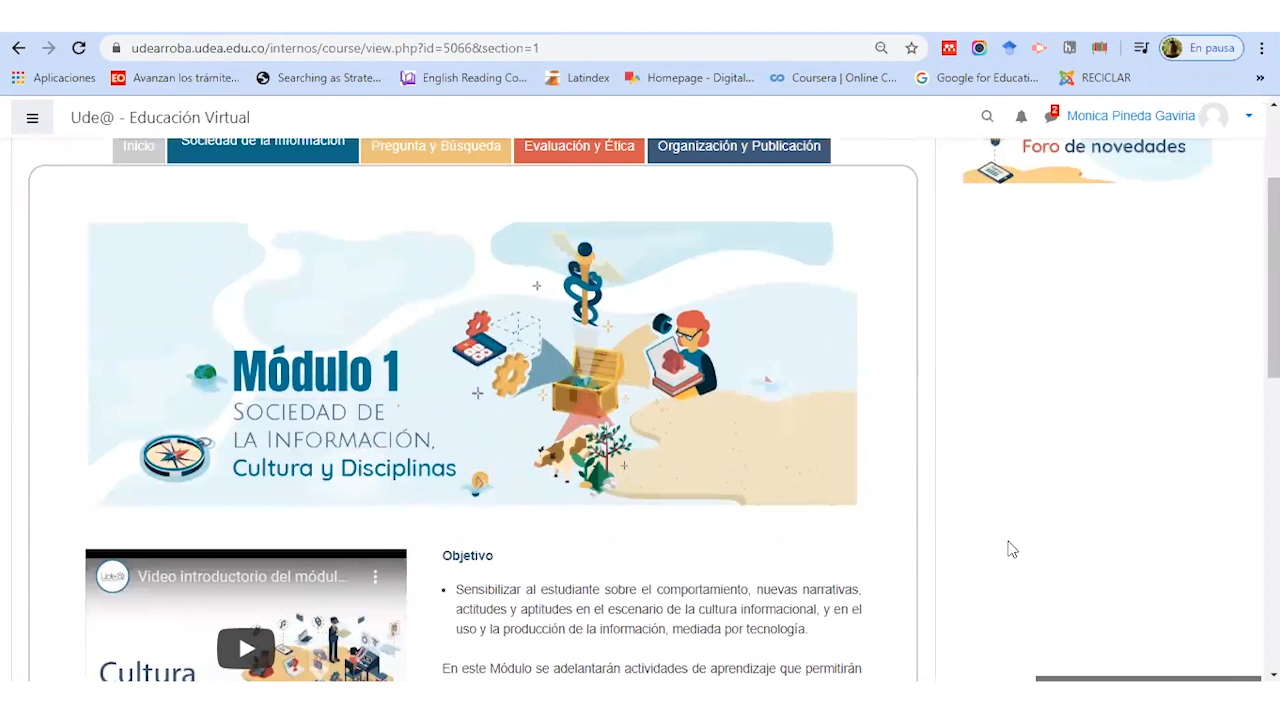 udearroba.udea.edu.co/internos/course/view.php?id=5069&section=1
En pausa
Aplicaciones
EO Avanzan los trámite...
Searching as Strate...
English Reading Co...
Latindex
Homepage - Digital...
Coursera | Online C...
Google for Educati...
RECICLAR
»
Ude@ - Educación Virtual
2
Monica Pineda Gaviria
Inicio
Sociedad de la Información
Pregunta y Búsqueda
Evaluación y Ética
Organización y Publicación
Foro de novedades
Módulo 1
SOCIEDAD DE
LA INFORMACIÓN,
Cultura y Disciplinas
Ude@
Video introductorio del módul...
Cultura
Objetivo
• Sensibilizar al estudiante sobre el comportamiento, nuevas narrativas,
actitudes y aptitudes en el escenario de la cultura informacional, y en el
uso y la producción de la información, mediada por tecnología.
En este Módulo se adelantarán actividades de aprendizaje que permitirán